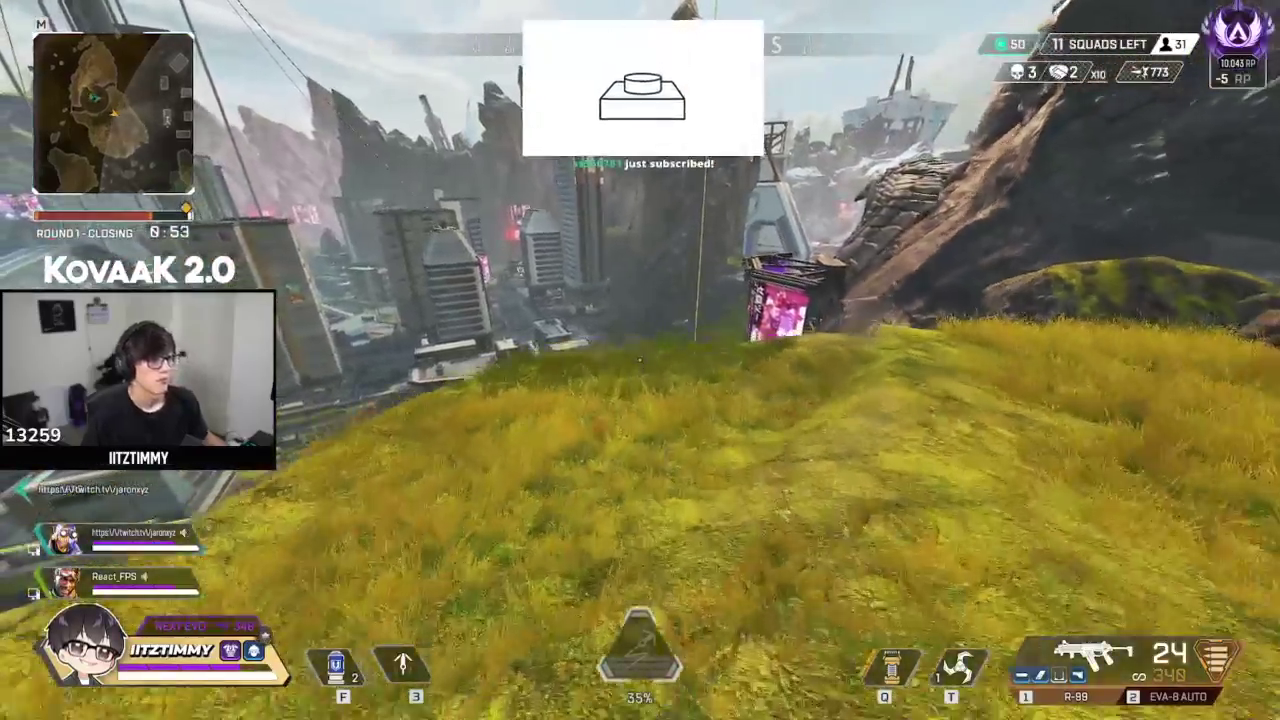 M
S
50
11 SQUADS LEFT
31
3
2
X10
773
10.043 RP
-5 RP
just subscribed!
ROUND 1 - CLOSING 0:53
KOVAAK 2.0
13259
IITZTIMMY
https:\/\/twitch.tv\/jaronxyz
https:\/\/twitch.tv\/jaronxyz
React_FPS
NEXT EVO 346
IITZTIMMY
2
F
3
35%
Q
1
T
24
340
1 R-99
2 EVA-8 AUTO